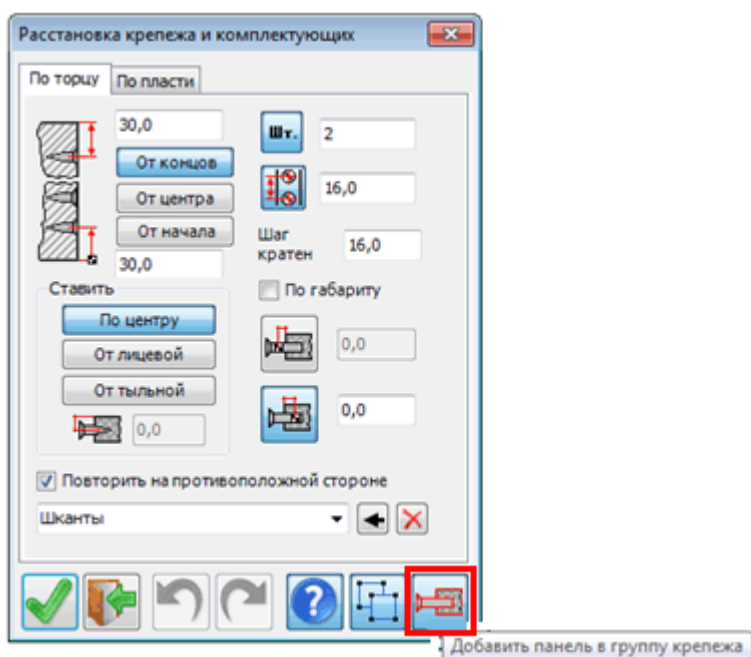 Расстановка крепежа и комплектующих
По торцу
По пласти
30,0
От концов
От центра
От начала
30,0
Шт.
2
16,0
Шаг кратен
16,0
Ставить
По центру
От лицевой
От тыльной
0,0
По габариту
0,0
0,0
Повторить на противоположной стороне
Шканты
?
Добавить панель в группу крепежа